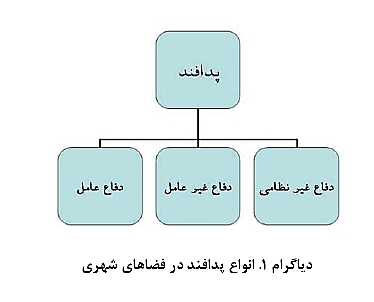 پدافند
دفاع غیر نظامی
دفاع غیر عامل
دفاع عامل
دیاگرام ۱. انواع پدافند در فضاهای شهری